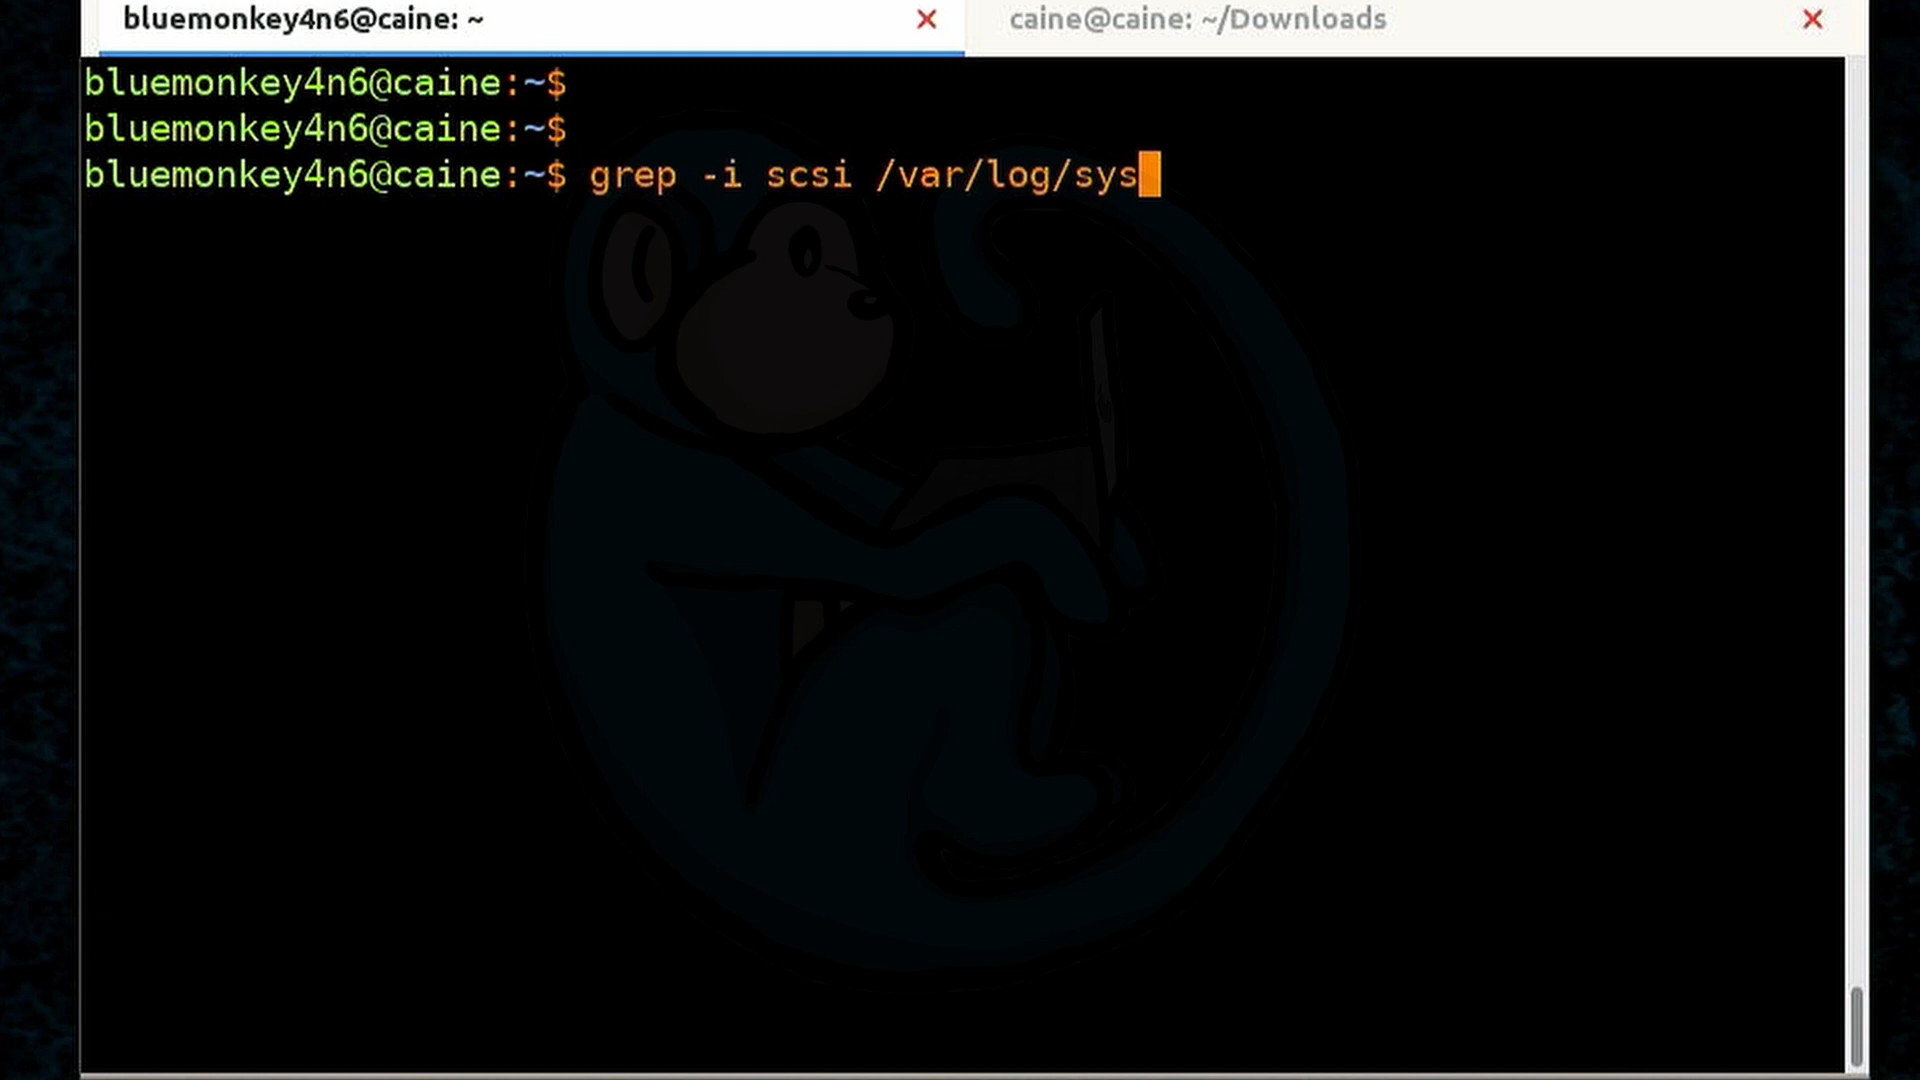 bluemonkey4n6@caine: ~ × caine@caine: ~/Downloads ×
bluemonkey4n6@caine:~$
bluemonkey4n6@caine:~$
bluemonkey4n6@caine:~$ grep -i scsi /var/log/sys